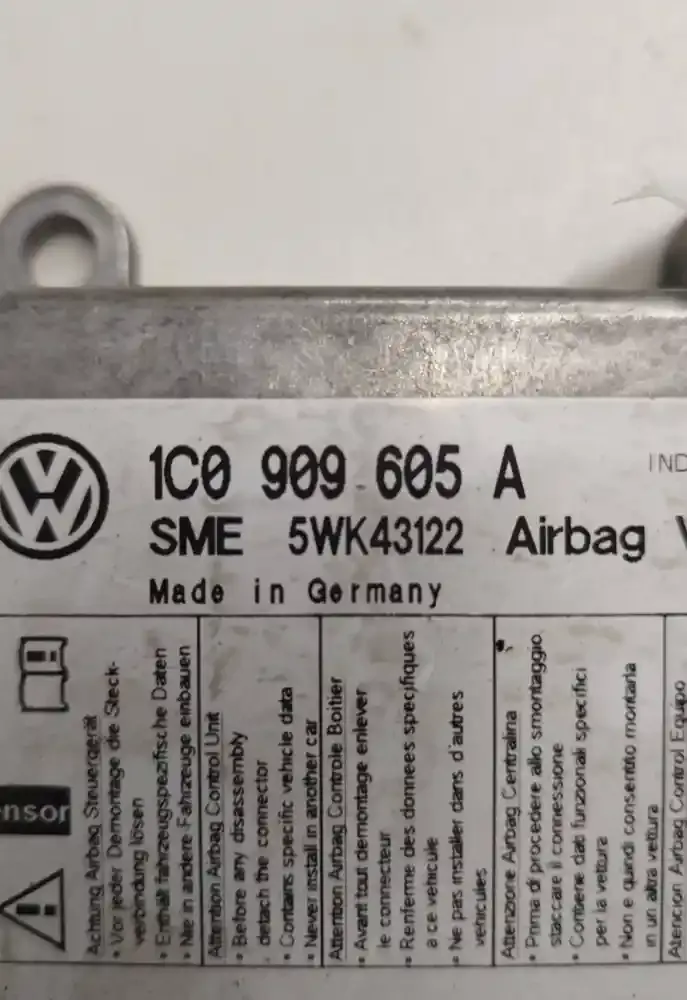 1C0 909 605 A
IND
SME 5WK43122 Airbag
Made in Germany
ensor
Achtung Airbag Steuergerät
• Vor jeder Demontage die Steck-
verbindung lösen
• Enthält fahrzeugspezifische Daten
• Nie in andere Fahrzeuge einbauen
Attention Airbag Control Unit
• Before any disassembly
detach the connector
• Contains specific vehicle data
• Never install in another car
Attention Airbag Controle Boitier
• Avant tout demontage enlever
le connecteur
• Renferme des donnees specifiques
a ce vehicule
• Ne pas installer dans d'autres
vehicules
Attenzione Airbag Centralina
• Prima di procedere allo smontaggio
staccare il connessione
• Contiene dati funzionali specifici
per la vettura
• Non e quindi consentito montarla
in un altra vettura
Atencion Airbag Control Equipo